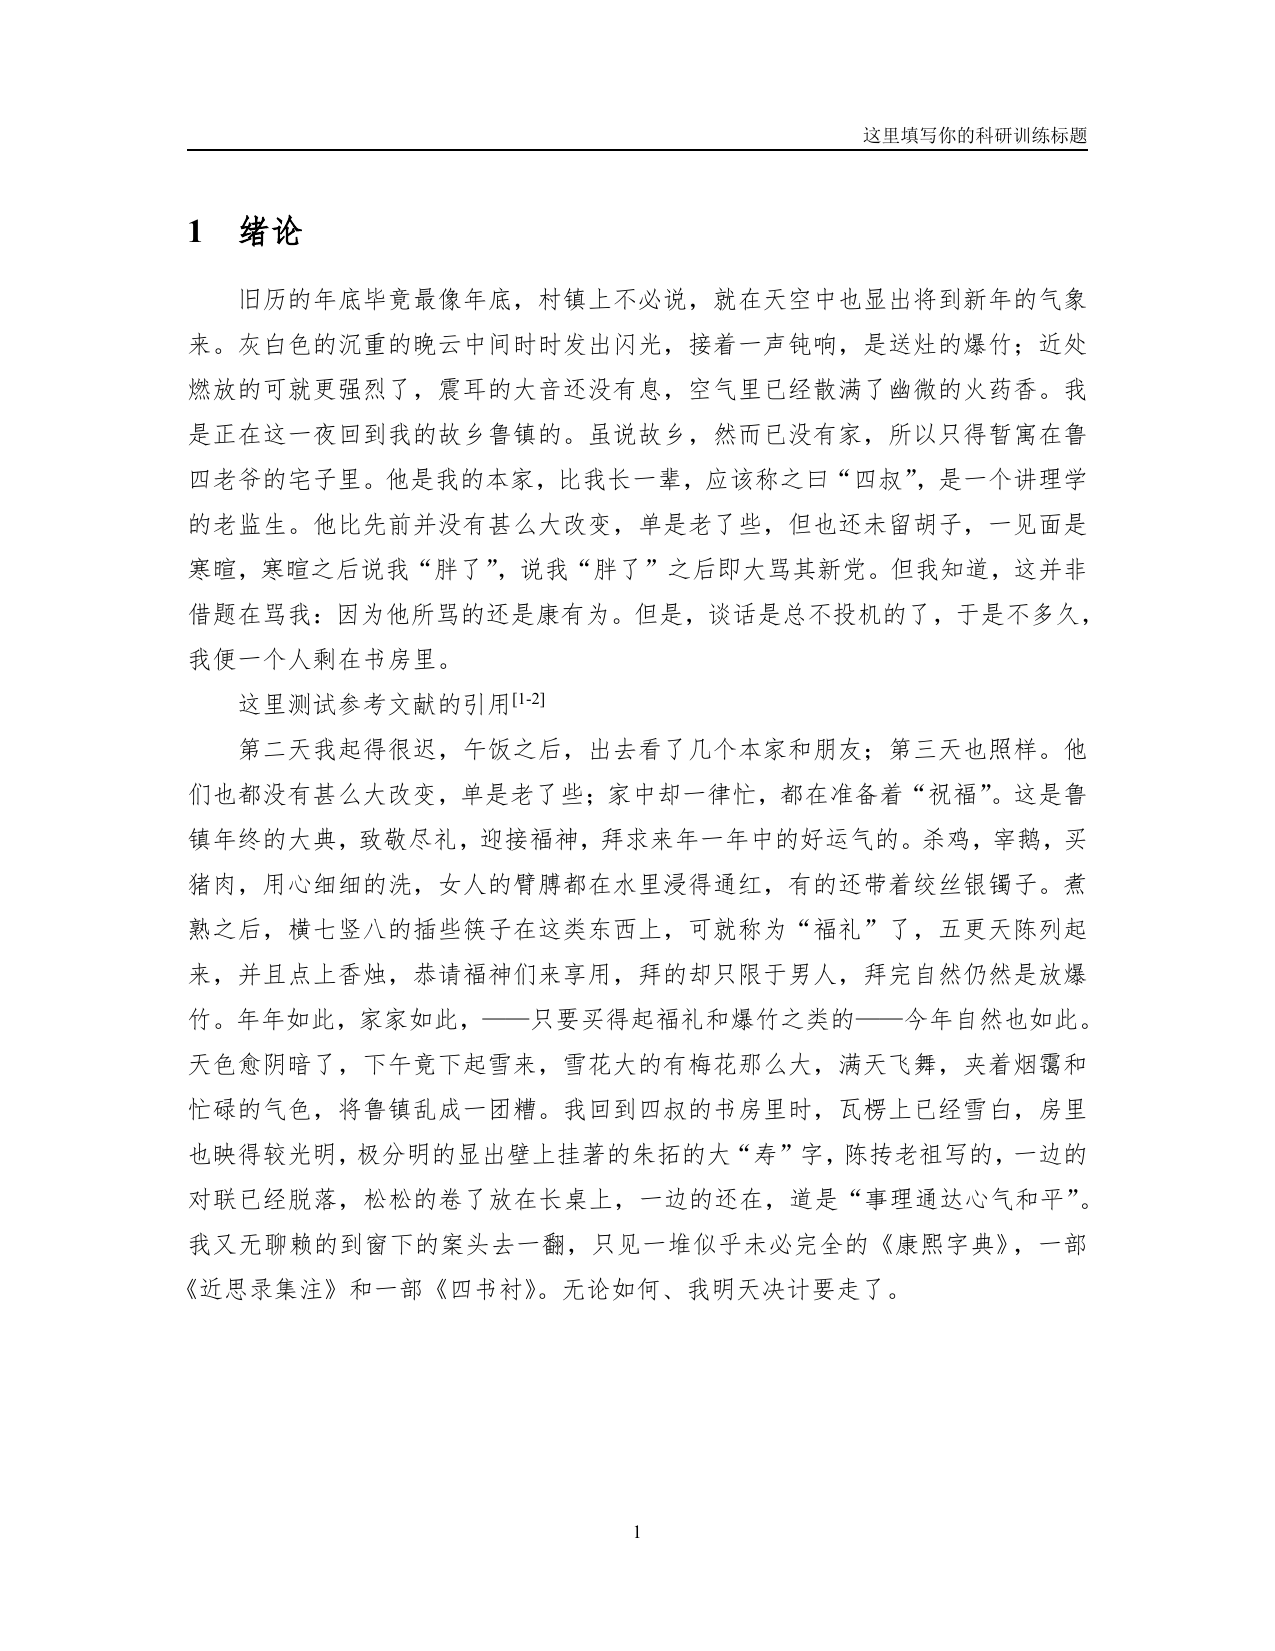 这里填写你的科研训练标题
1 绪论
旧历的年底毕竟最像年底，村镇上不必说，就在天空中也显出将到新年的气象
来。灰白色的沉重的晚云中间时时发出闪光，接着一声钝响，是送灶的爆竹；近处
燃放的可就更强烈了，震耳的大音还没有息，空气里已经散满了幽微的火药香。我
是正在这一夜回到我的故乡鲁镇的。虽说故乡，然而已没有家，所以只得暂寓在鲁
四老爷的宅子里。他是我的本家，比我长一辈，应该称之曰“四叔”，是一个讲理学
的老监生。他比先前并没有甚么大改变，单是老了些，但也还未留胡子，一见面是
寒暄，寒暄之后说我“胖了”，说我“胖了”之后即大骂其新党。但我知道，这并非
借题在骂我：因为他所骂的还是康有为。但是，谈话是总不投机的了，于是不多久，
我便一个人剩在书房里。
这里测试参考文献的引用[1-2]
第二天我起得很迟，午饭之后，出去看了几个本家和朋友；第三天也照样。他
们也都没有甚么大改变，单是老了些；家中却一律忙，都在准备着“祝福”。这是鲁
镇年终的大典，致敬尽礼，迎接福神，拜求来年一年中的好运气的。杀鸡，宰鹅，买
猪肉，用心细细的洗，女人的臂膊都在水里浸得通红，有的还带着绞丝银镯子。煮
熟之后，横七竖八的插些筷子在这类东西上，可就称为“福礼”了，五更天陈列起
来，并且点上香烛，恭请福神们来享用，拜的却只限于男人，拜完自然仍然是放爆
竹。年年如此，家家如此，——只要买得起福礼和爆竹之类的——今年自然也如此。
天色愈阴暗了，下午竟下起雪来，雪花大的有梅花那么大，满天飞舞，夹着烟霭和
忙碌的气色，将鲁镇乱成一团糟。我回到四叔的书房里时，瓦楞上已经雪白，房里
也映得较光明，极分明的显出壁上挂著的朱拓的大“寿”字，陈抟老祖写的，一边的
对联已经脱落，松松的卷了放在长桌上，一边的还在，道是“事理通达心气和平”。
我又无聊赖的到窗下的案头去一翻，只见一堆似乎未必完全的《康熙字典》，一部
《近思录集注》和一部《四书衬》。无论如何、我明天决计要走了。
1